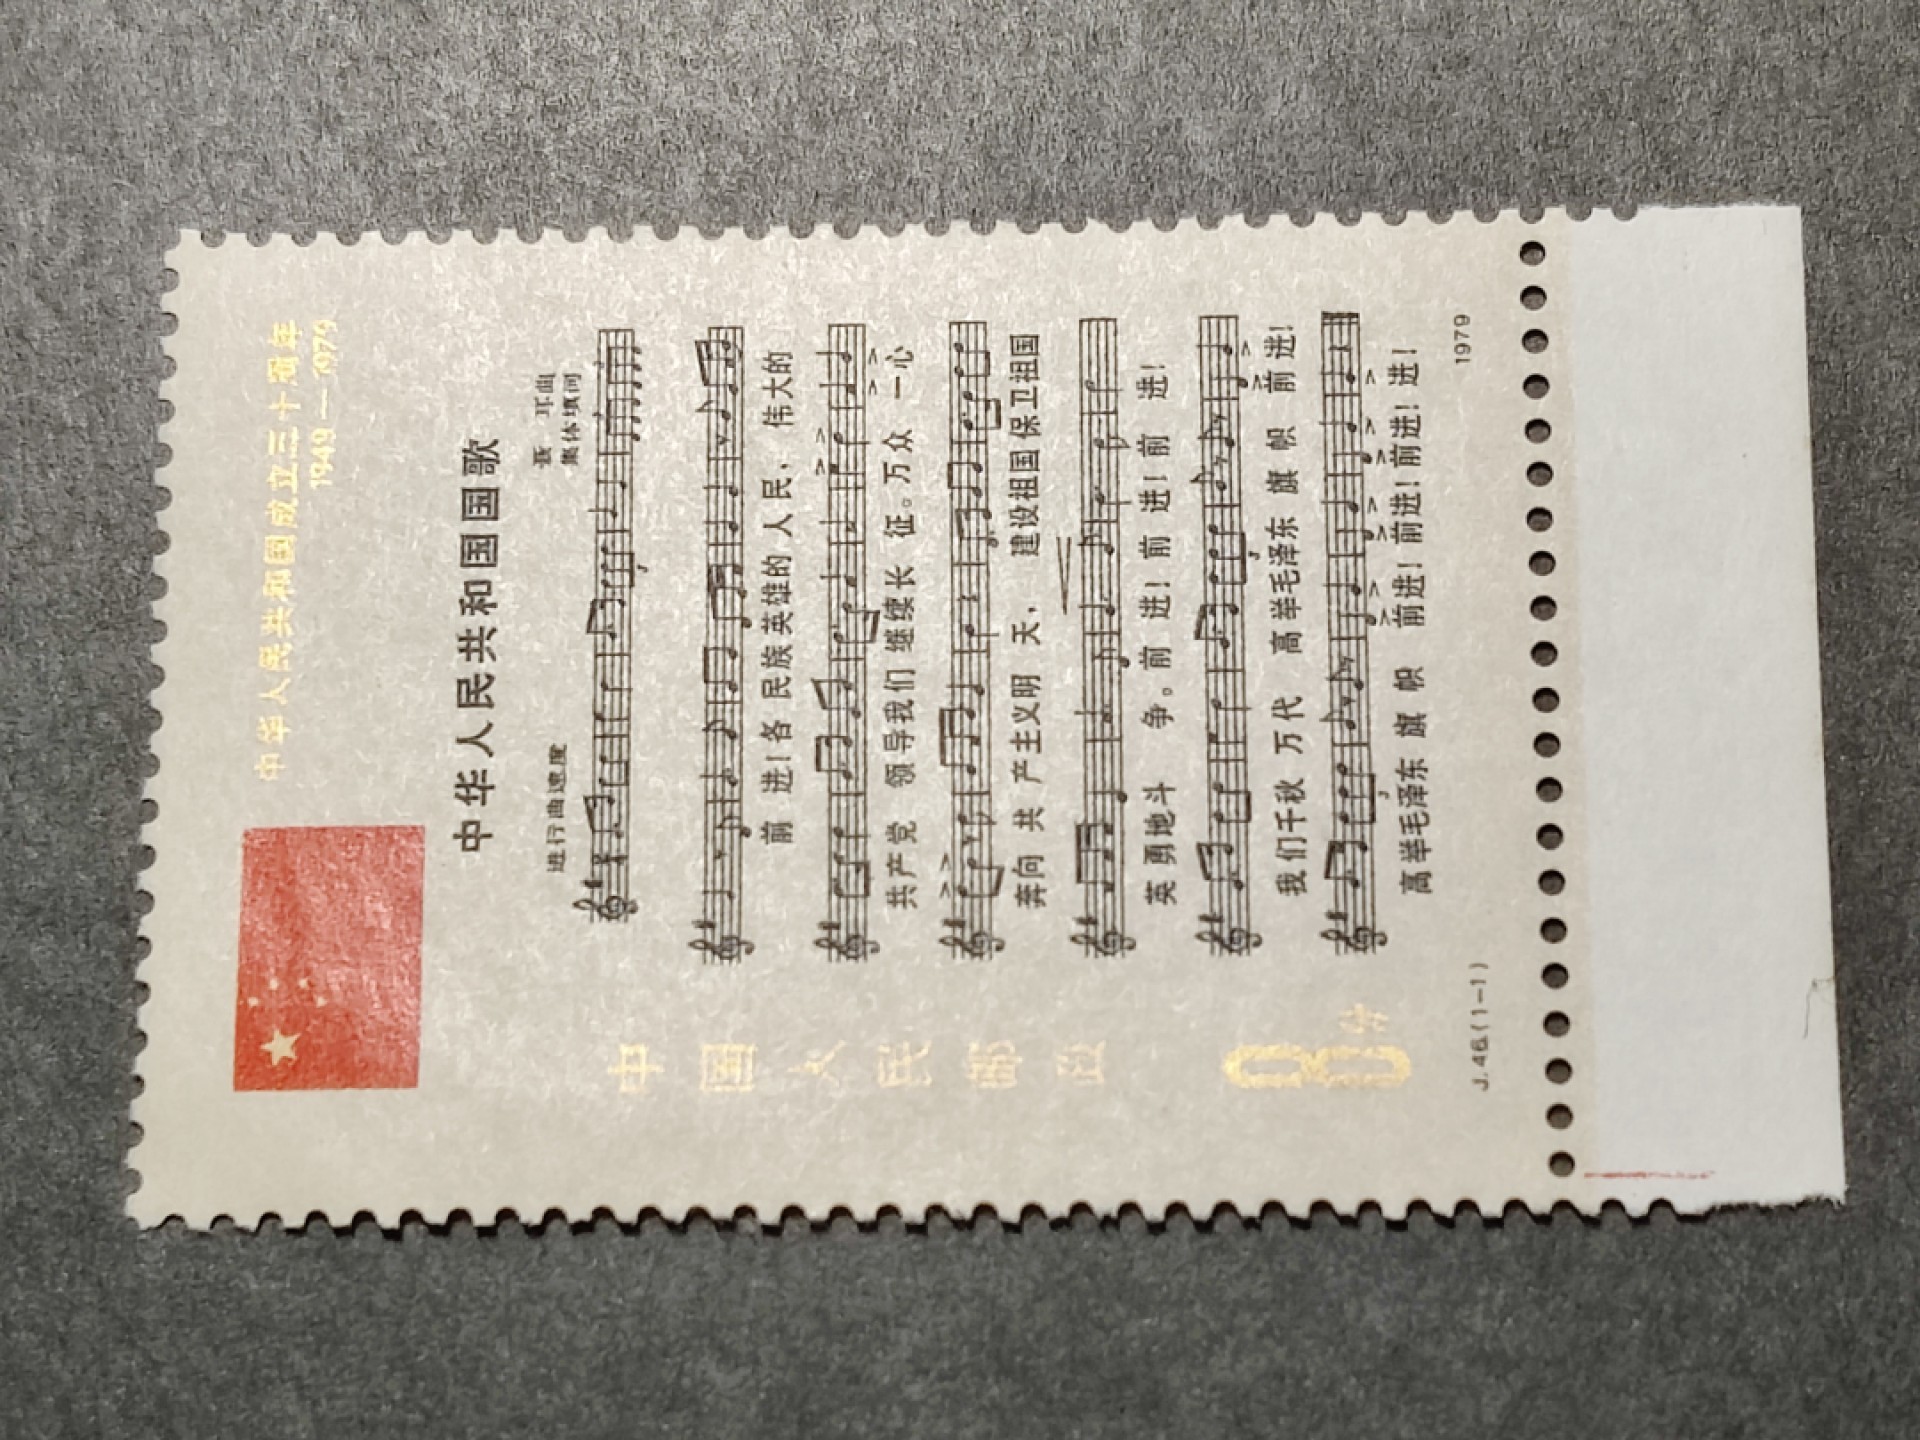 中华人民共和国成立三十周年
1949—1979
中华人民共和国国歌
进行曲速度
聂 耳曲
集体填词
前 进!各 民族英雄的 人民, 伟大的
共产党 领导我们 继续长 征。万众 一心
奔向 共 产主义明 天, 建设祖国保卫祖国
英勇地斗 争。前 进!前 进!前 进!
我们千秋 万代 高举毛泽东 旗 帜 前 进!
高举毛泽东 旗 帜 前进!前进!前进!进!
中国人民邮政
8分
J.46.(1-1)
1979